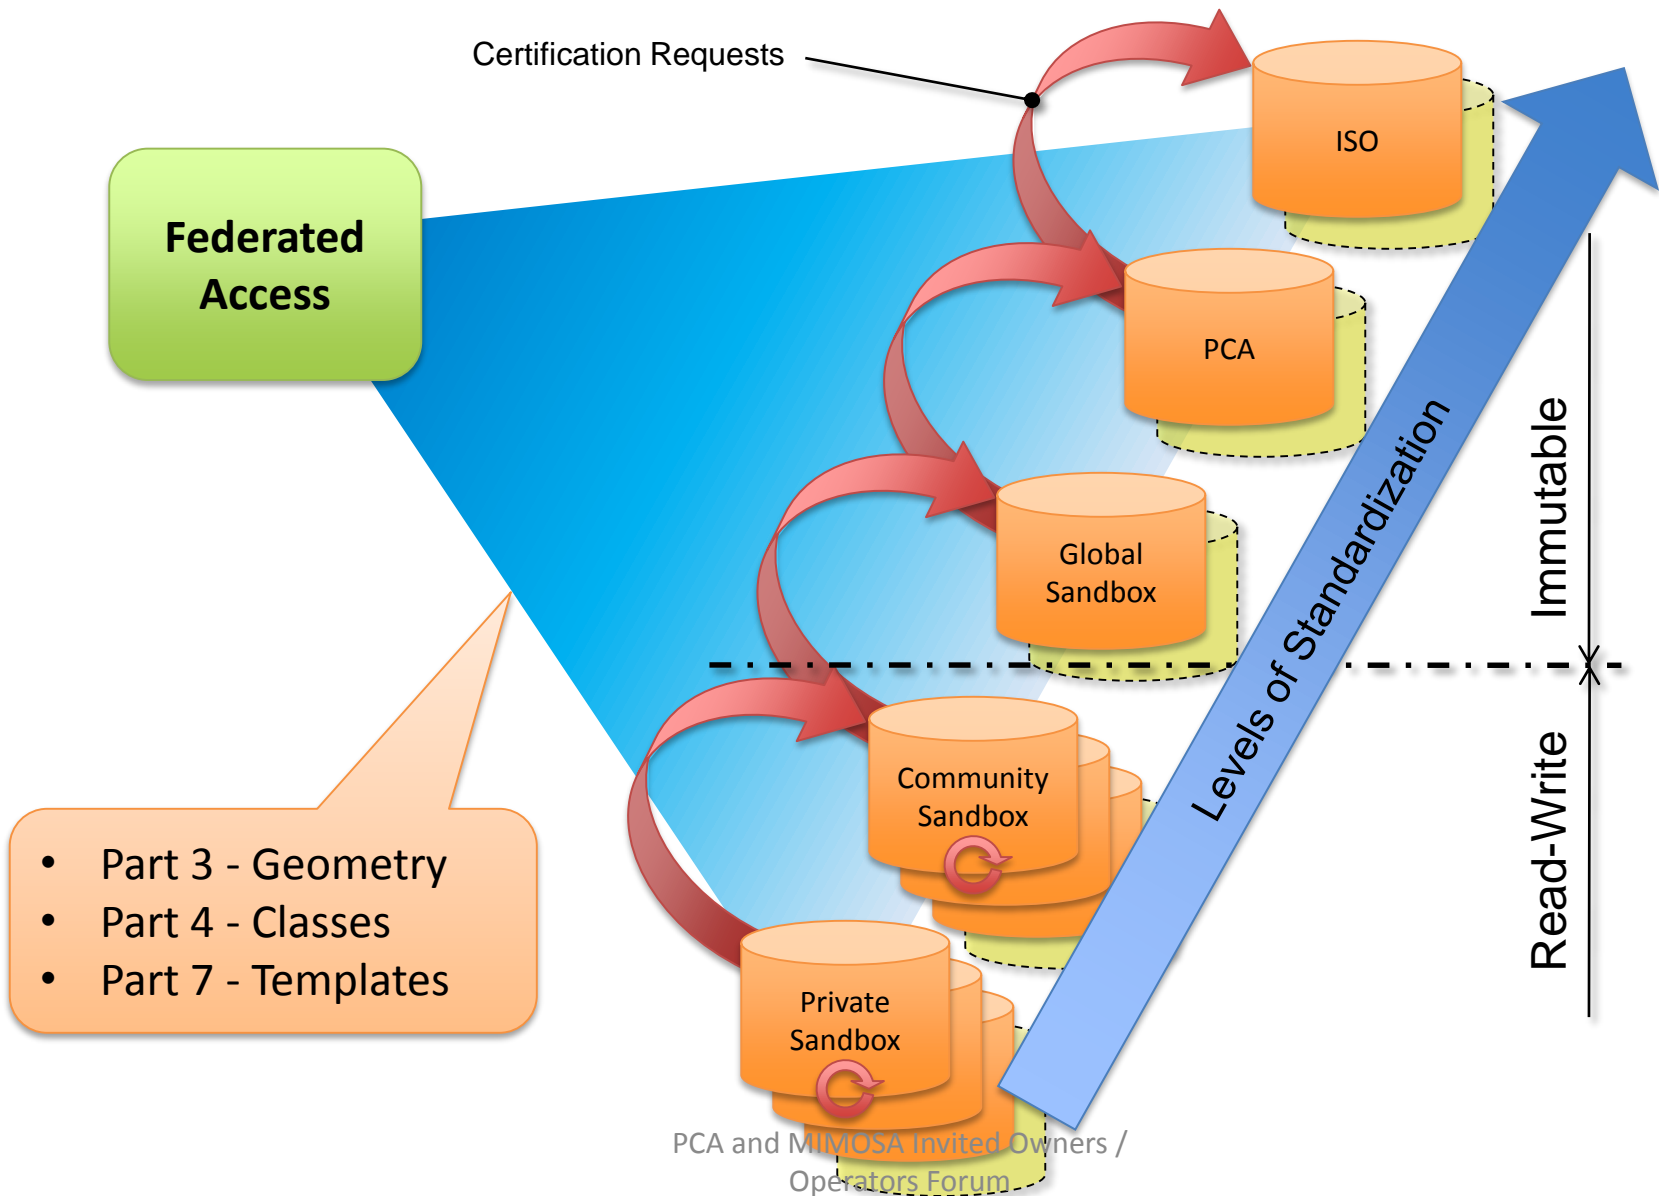 Certification Requests
ISO
Federated
Access
PCA
Global
Sandbox
Levels of Standardization
Immutable
Community
Sandbox
Read-Write
• Part 3 - Geometry
• Part 4 - Classes
• Part 7 - Templates
Private
Sandbox
PCA and MIMOSA Invited Owners /
Operators Forum